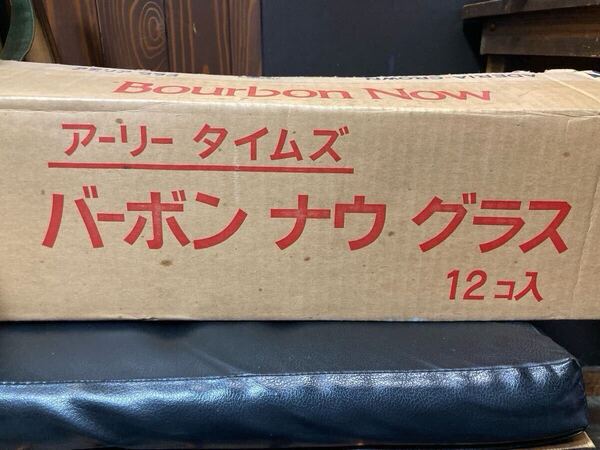 Bourbon Now
アーリー タイムズ
バーボン ナウ グラス
12コ入